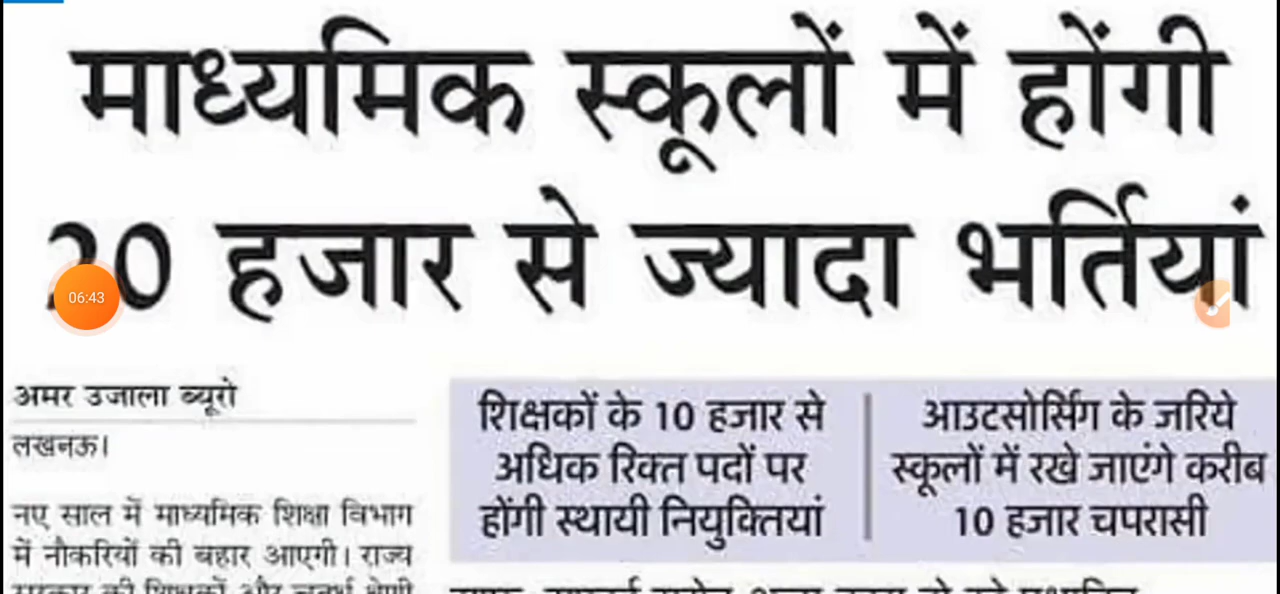 माध्यमिक स्कूलों में होंगी
20 हजार से ज्यादा भर्तियां
06:43
अमर उजाला ब्यूरो
लखनऊ।
नए साल में माध्यमिक शिक्षा विभाग
में नौकरियों की बहार आएगी। राज्य
शिक्षकों के 10 हजार से
अधिक रिक्त पदों पर
होंगी स्थायी नियुक्तियां
आउटसोर्सिंग के जरिये
स्कूलों में रखे जाएंगे करीब
10 हजार चपरासी